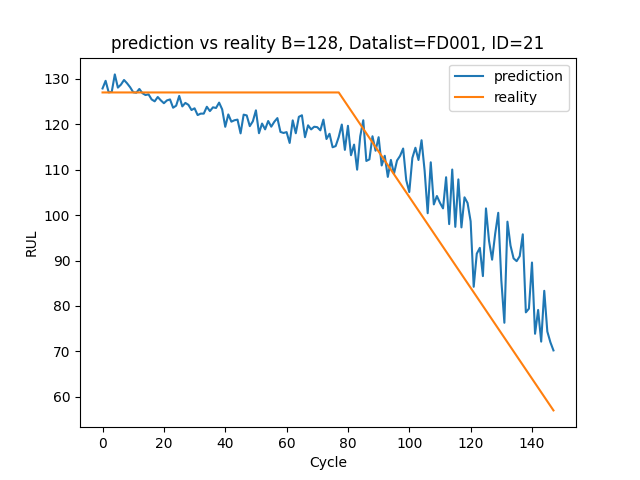 prediction vs reality B=128, Datalist=FD001, ID=21
prediction
reality
130
120
110
100
90
80
70
60
RUL
0 20 40 60 80 100 120 140
Cycle